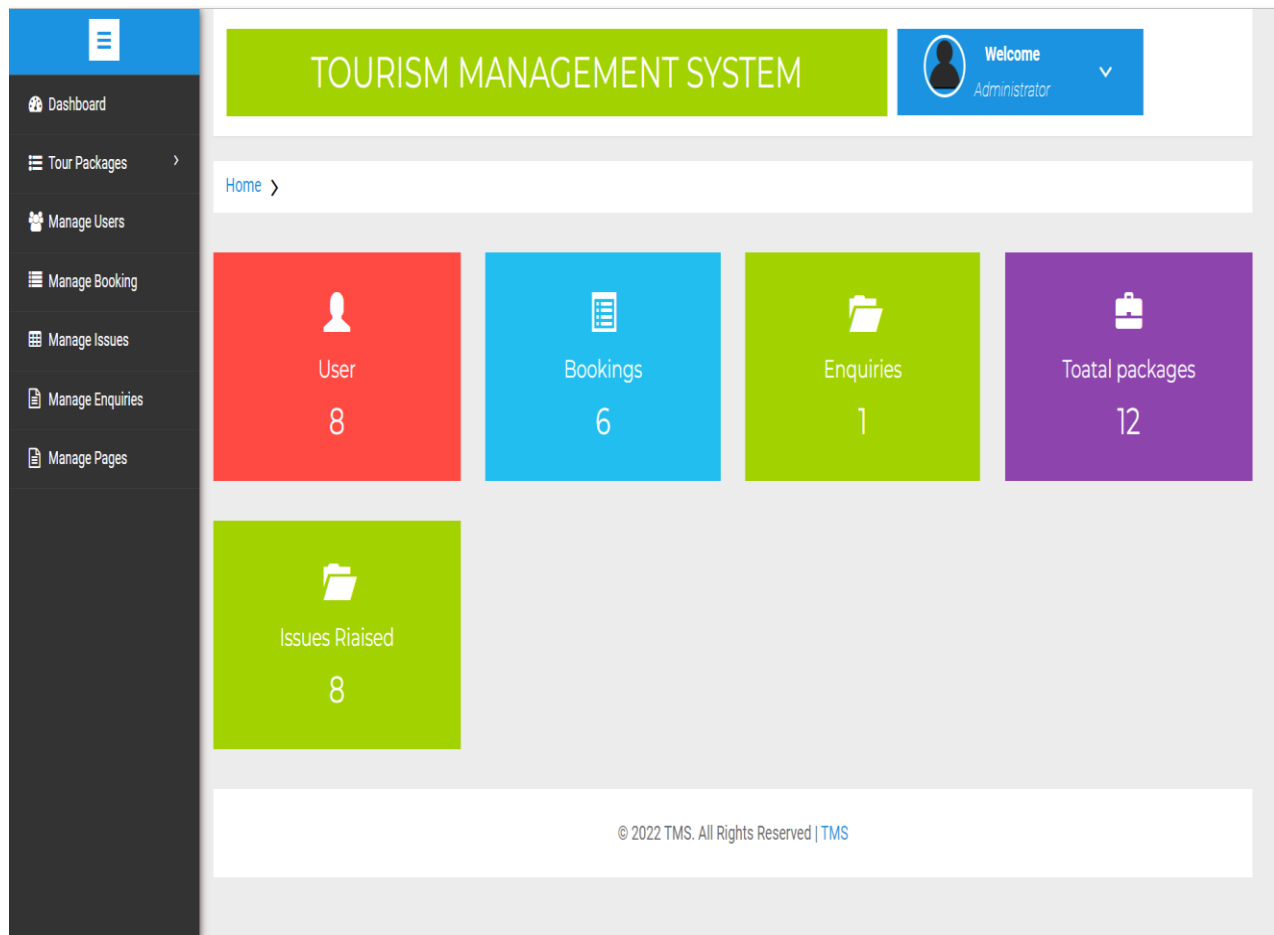 TOURISM MANAGEMENT SYSTEM
Welcome
Administrator
Dashboard
Tour Packages
Manage Users
Manage Booking
Manage Issues
Manage Enquiries
Manage Pages
Home
User
8
Bookings
6
Enquiries
1
Toatal packages
12
Issues Riaised
8
© 2022 TMS. All Rights Reserved | TMS